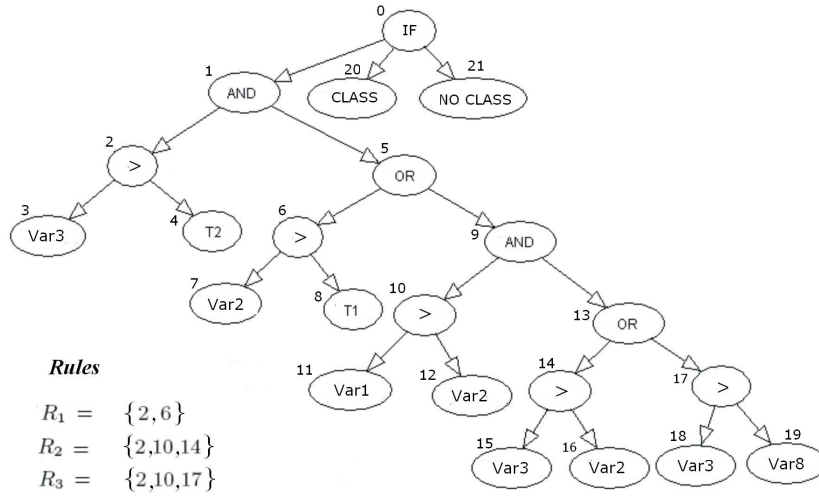 0
IF
1
20
21
AND
CLASS
NO CLASS
2
5
>
OR
3
4
6
9
Var3
T2
>
AND
7
8
10
13
Var2
T1
>
OR
11
12
14
17
Var1
Var2
>
>
15
16
18
19
Var3
Var2
Var3
Var8
Rules
R1 = {2,6}
R2 = {2,10,14}
R3 = {2,10,17}